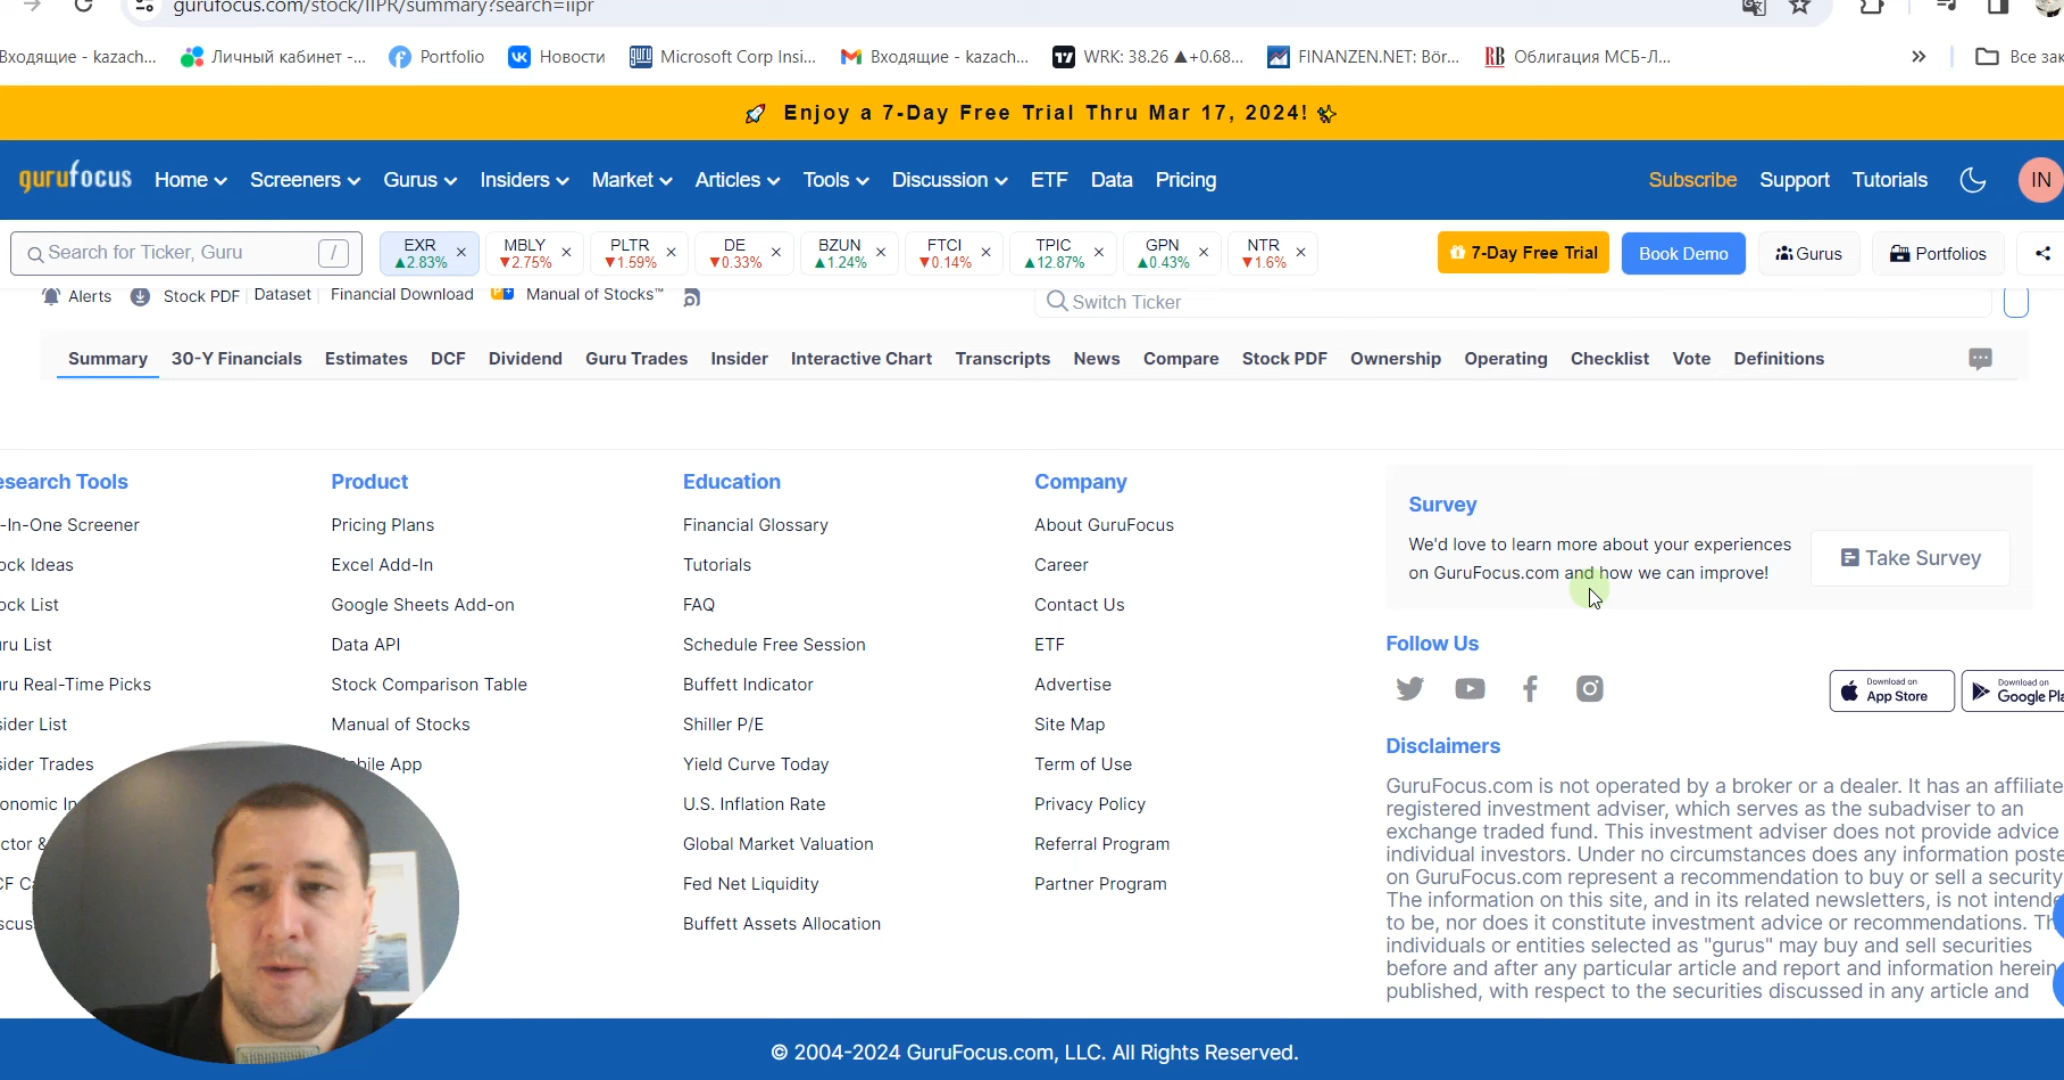 gurufocus.com/stock/IIPR/summary?search=iipr
Входящие - kazach... Личный кабинет -... Portfolio Новости Microsoft Corp Insi... Входящие - kazach... WRK: 38.26 ▲+0.68... FINANZEN.NET: Bör... Облигация МСБ-Л... » Все зак
Enjoy a 7-Day Free Trial Thru Mar 17, 2024!
gurufocus Home Screeners Gurus Insiders Market Articles Tools Discussion ETF Data Pricing Subscribe Support Tutorials IN
Search for Ticker, Guru / EXR × MBLY × PLTR × DE × BZUN × FTCI × TPIC × GPN × NTR × 7-Day Free Trial Book Demo Gurus Portfolios
▲2.83% ▼2.75% ▼1.59% ▼0.33% ▲1.24% ▼0.14% ▲12.87% ▲0.43% ▼1.6%
Alerts Stock PDF Dataset Financial Download Manual of Stocks™ Switch Ticker
Summary 30-Y Financials Estimates DCF Dividend Guru Trades Insider Interactive Chart Transcripts News Compare Stock PDF Ownership Operating Checklist Vote Definitions
esearch Tools
-In-One Screener
ock Ideas
ock List
ru List
ru Real-Time Picks
sider List
sider Trades
onomic In
ctor &
CF Ca
scus
Product
Pricing Plans
Excel Add-In
Google Sheets Add-on
Data API
Stock Comparison Table
Manual of Stocks
bile App
Education
Financial Glossary
Tutorials
FAQ
Schedule Free Session
Buffett Indicator
Shiller P/E
Yield Curve Today
U.S. Inflation Rate
Global Market Valuation
Fed Net Liquidity
Buffett Assets Allocation
Company
About GuruFocus
Career
Contact Us
ETF
Advertise
Site Map
Term of Use
Privacy Policy
Referral Program
Partner Program
Survey
We'd love to learn more about your experiences
on GuruFocus.com and how we can improve!
Take Survey
Follow Us
Download on
App Store
Download on
Google Pla
Disclaimers
GuruFocus.com is not operated by a broker or a dealer. It has an affiliate
registered investment adviser, which serves as the subadviser to an
exchange traded fund. This investment adviser does not provide advice
individual investors. Under no circumstances does any information poste
on GuruFocus.com represent a recommendation to buy or sell a security
The information on this site, and in its related newsletters, is not intende
to be, nor does it constitute investment advice or recommendations. Th
individuals or entities selected as "gurus" may buy and sell securities
before and after any particular article and report and information herein
published, with respect to the securities discussed in any article and
© 2004-2024 GuruFocus.com, LLC. All Rights Reserved.